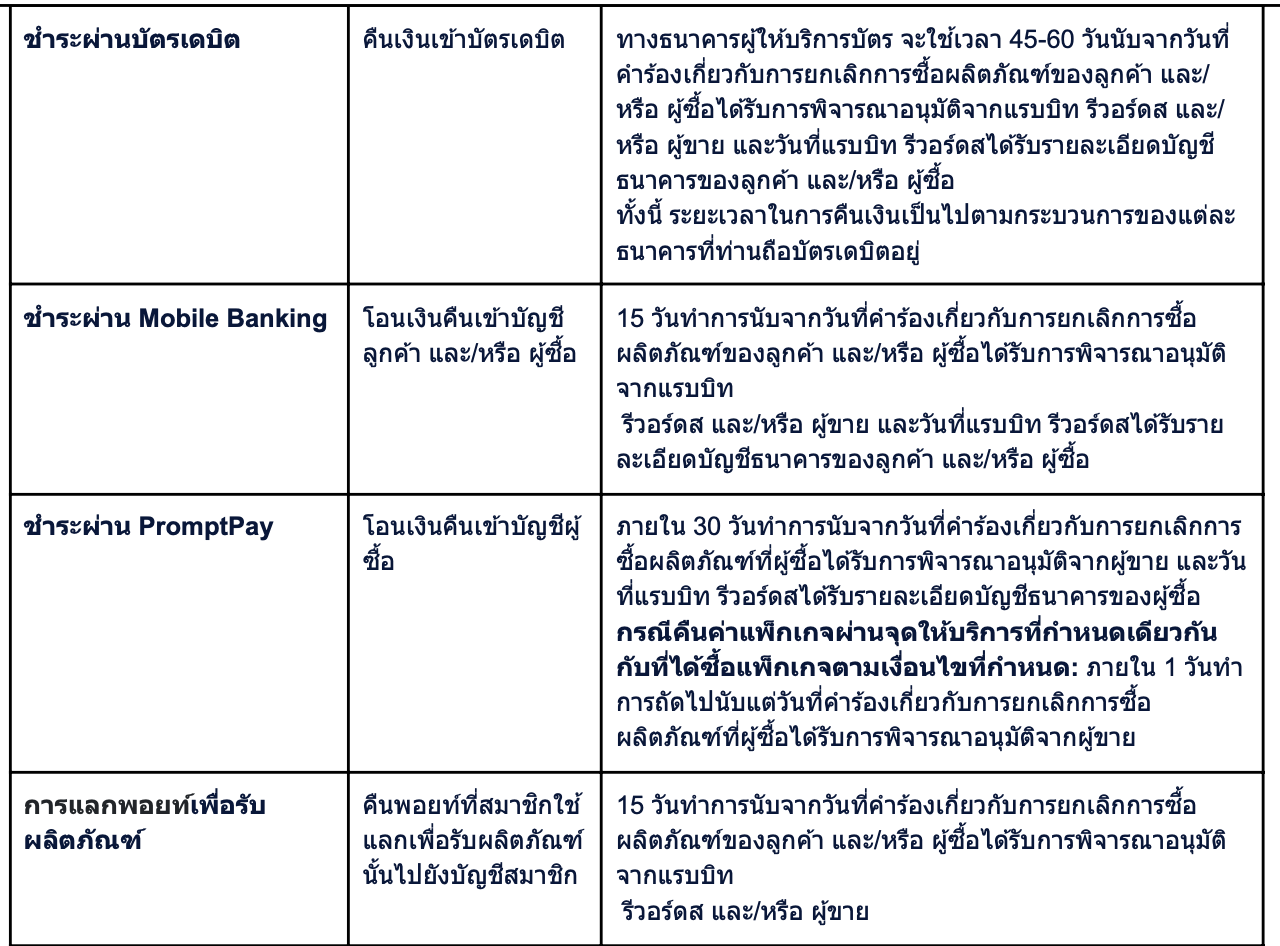 ชำระผ่านบัตรเดบิต
คืนเงินเข้าบัตรเดบิต
ทางธนาคารผู้ให้บริการบัตร จะใช้เวลา 45-60 วันนับจากวันที่
คำร้องเกี่ยวกับการยกเลิกการซื้อผลิตภัณฑ์ของลูกค้า และ/
หรือ ผู้ซื้อได้รับการพิจารณาอนุมัติจากแรบบิท รีวอร์ดส และ/
หรือ ผู้ขาย และวันที่แรบบิท รีวอร์ดสได้รับรายละเอียดบัญชี
ธนาคารของลูกค้า และ/หรือ ผู้ซื้อ
ทั้งนี้ ระยะเวลาในการคืนเงินเป็นไปตามกระบวนการของแต่ละ
ธนาคารที่ท่านถือบัตรเดบิตอยู่
ชำระผ่าน Mobile Banking
โอนเงินคืนเข้าบัญชี
ลูกค้า และ/หรือ ผู้ซื้อ
15 วันทำการนับจากวันที่คำร้องเกี่ยวกับการยกเลิกการซื้อ
ผลิตภัณฑ์ของลูกค้า และ/หรือ ผู้ซื้อได้รับการพิจารณาอนุมัติ
จากแรบบิท
รีวอร์ดส และ/หรือ ผู้ขาย และวันที่แรบบิท รีวอร์ดสได้รับราย
ละเอียดบัญชีธนาคารของลูกค้า และ/หรือ ผู้ซื้อ
ชำระผ่าน PromptPay
โอนเงินคืนเข้าบัญชีผู้
ซื้อ
ภายใน 30 วันทำการนับจากวันที่คำร้องเกี่ยวกับการยกเลิกการ
ซื้อผลิตภัณฑ์ที่ผู้ซื้อได้รับการพิจารณาอนุมัติจากผู้ขาย และวัน
ที่แรบบิท รีวอร์ดสได้รับรายละเอียดบัญชีธนาคารของผู้ซื้อ
กรณีคืนค่าแพ็กเกจผ่านจุดให้บริการที่กำหนดเดียวกัน
กับที่ได้ซื้อแพ็กเกจตามเงื่อนไขที่กำหนด: ภายใน 1 วันทำ
การถัดไปนับแต่วันที่คำร้องเกี่ยวกับการยกเลิกการซื้อ
ผลิตภัณฑ์ที่ผู้ซื้อได้รับการพิจารณาอนุมัติจากผู้ขาย
การแลกพอยท์เพื่อรับ
ผลิตภัณฑ์
คืนพอยท์ที่สมาชิกใช้
แลกเพื่อรับผลิตภัณฑ์
นั้นไปยังบัญชีสมาชิก
15 วันทำการนับจากวันที่คำร้องเกี่ยวกับการยกเลิกการซื้อ
ผลิตภัณฑ์ของลูกค้า และ/หรือ ผู้ซื้อได้รับการพิจารณาอนุมัติ
จากแรบบิท
รีวอร์ดส และ/หรือ ผู้ขาย